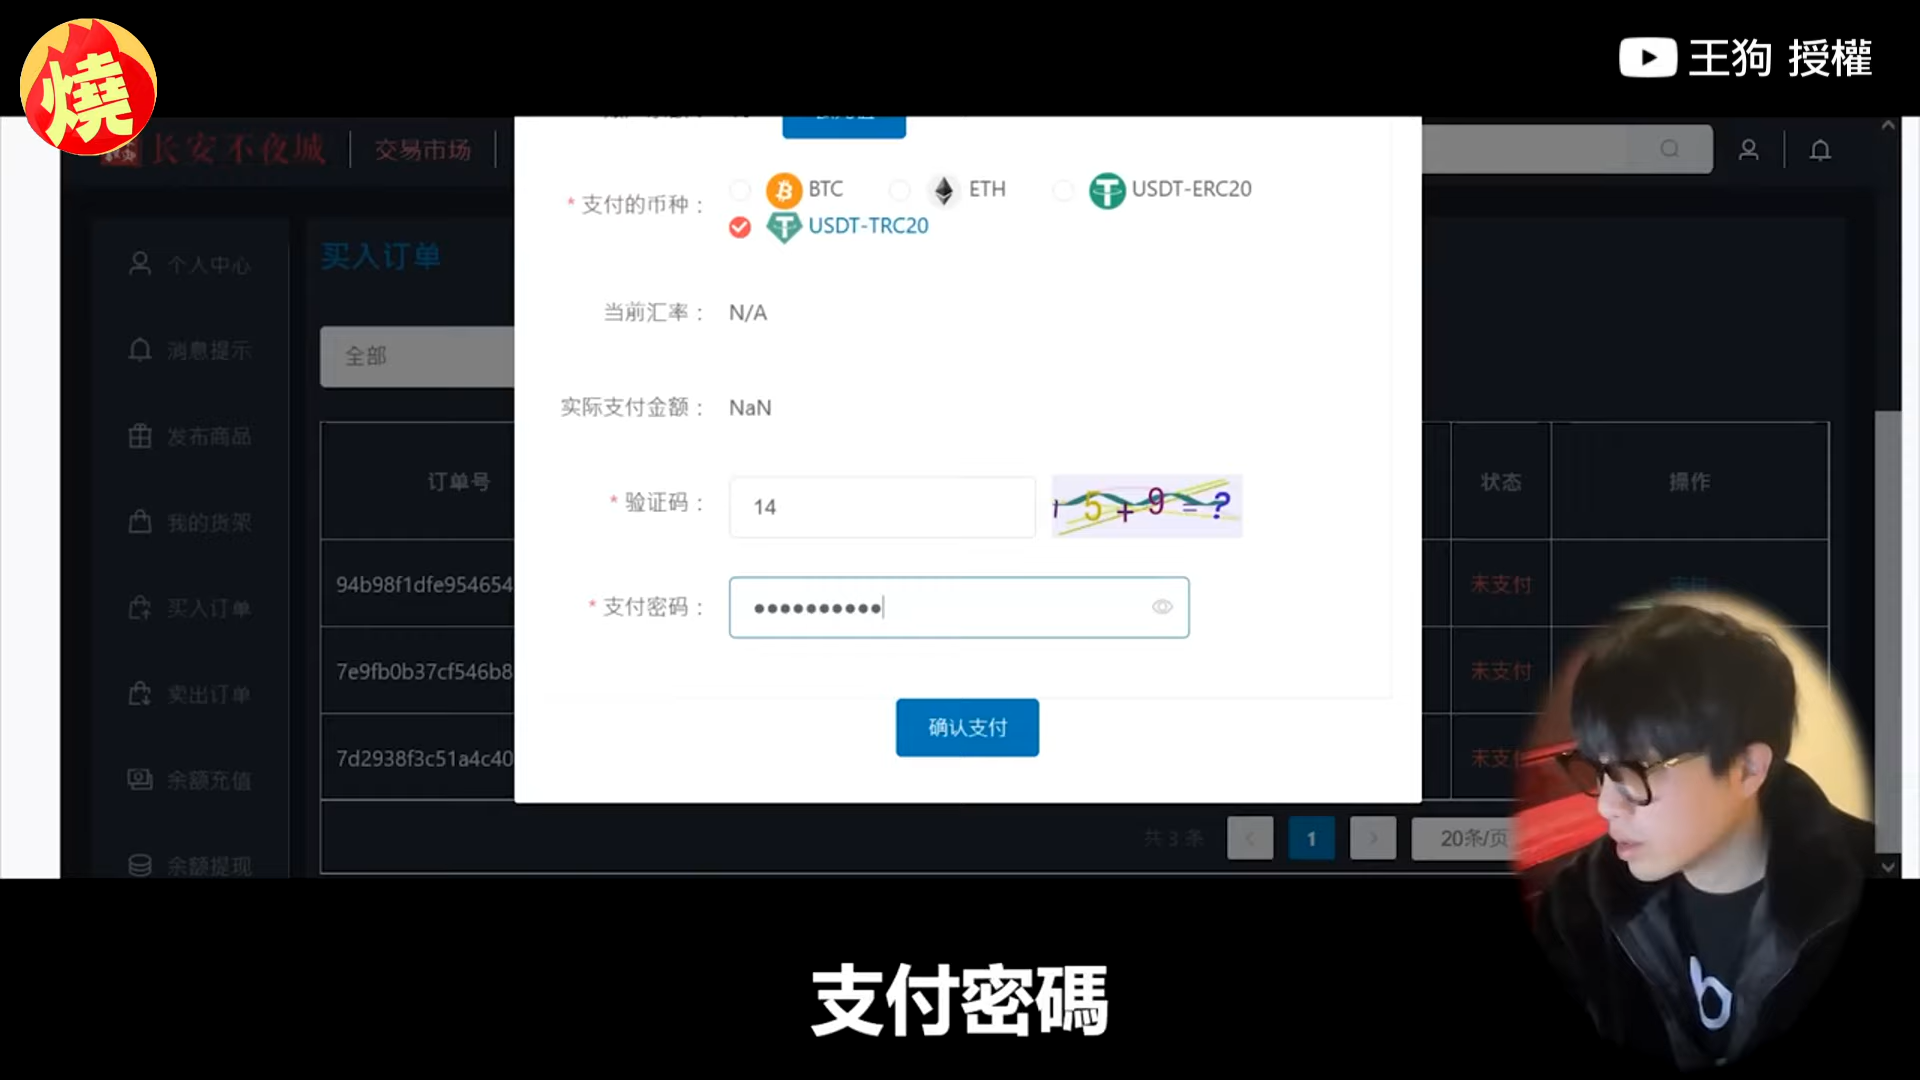 燒
王狗 授權
长安不夜城
交易市场
支付的币种：
BTC
ETH
USDT-ERC20
USDT-TRC20
当前汇率：
N/A
实际支付金额：
NaN
* 验证码：
14
5 + 9 = ?
* 支付密码：
确认支付
个人中心
消息提示
发布商品
我的货架
买入订单
卖出订单
余额充值
余额提现
买入订单
全部
订单号
状态
操作
94b98f1dfe954654
未支付
7e9fb0b37cf546b8
未支付
7d2938f3c51a4c40
未支付
共 3 条
1
20条/页
支付密碼